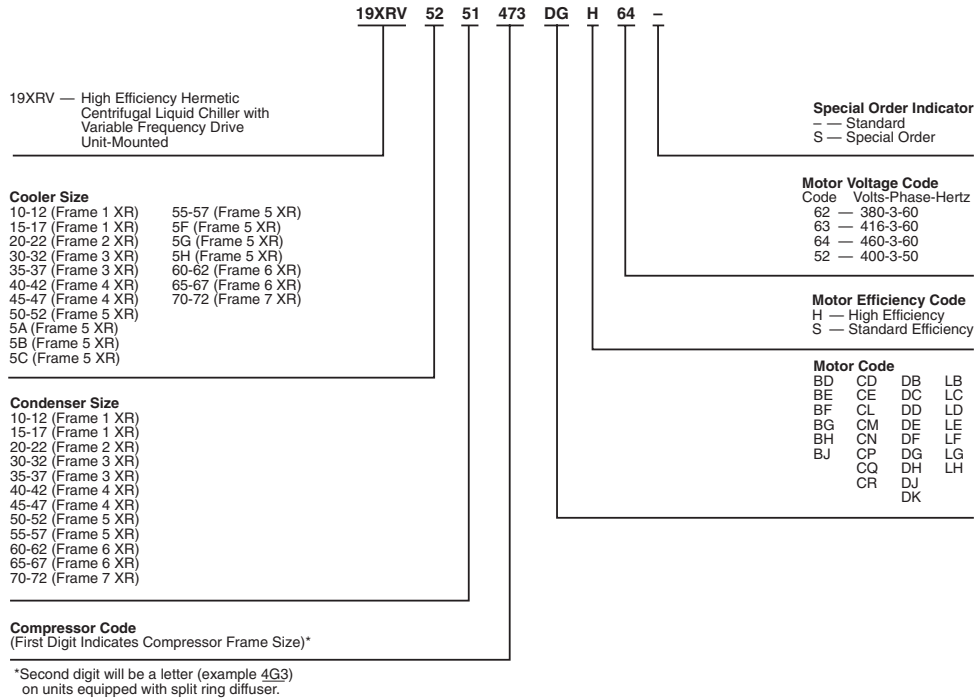 19XRV 52 51 473 DG H 64 –
19XRV — High Efficiency Hermetic
Centrifugal Liquid Chiller with
Variable Frequency Drive
Unit-Mounted
Cooler Size
10-12 (Frame 1 XR) 55-57 (Frame 5 XR)
15-17 (Frame 1 XR) 5F (Frame 5 XR)
20-22 (Frame 2 XR) 5G (Frame 5 XR)
30-32 (Frame 3 XR) 5H (Frame 5 XR)
35-37 (Frame 3 XR) 60-62 (Frame 6 XR)
40-42 (Frame 4 XR) 65-67 (Frame 6 XR)
45-47 (Frame 4 XR) 70-72 (Frame 7 XR)
50-52 (Frame 5 XR)
5A (Frame 5 XR)
5B (Frame 5 XR)
5C (Frame 5 XR)
Condenser Size
10-12 (Frame 1 XR)
15-17 (Frame 1 XR)
20-22 (Frame 2 XR)
30-32 (Frame 3 XR)
35-37 (Frame 3 XR)
40-42 (Frame 4 XR)
45-47 (Frame 4 XR)
50-52 (Frame 5 XR)
55-57 (Frame 5 XR)
60-62 (Frame 6 XR)
65-67 (Frame 6 XR)
70-72 (Frame 7 XR)
Compressor Code
(First Digit Indicates Compressor Frame Size)*
*Second digit will be a letter (example 4G3)
on units equipped with split ring diffuser.
Special Order Indicator
– — Standard
S — Special Order
Motor Voltage Code
Code Volts-Phase-Hertz
62 — 380-3-60
63 — 416-3-60
64 — 460-3-60
52 — 400-3-50
Motor Efficiency Code
H — High Efficiency
S — Standard Efficiency
Motor Code
BD CD DB LB
BE CE DC LC
BF CL DD LD
BG CM DE LE
BH CN DF LF
BJ CP DG LG
CQ DH LH
CR DJ
DK